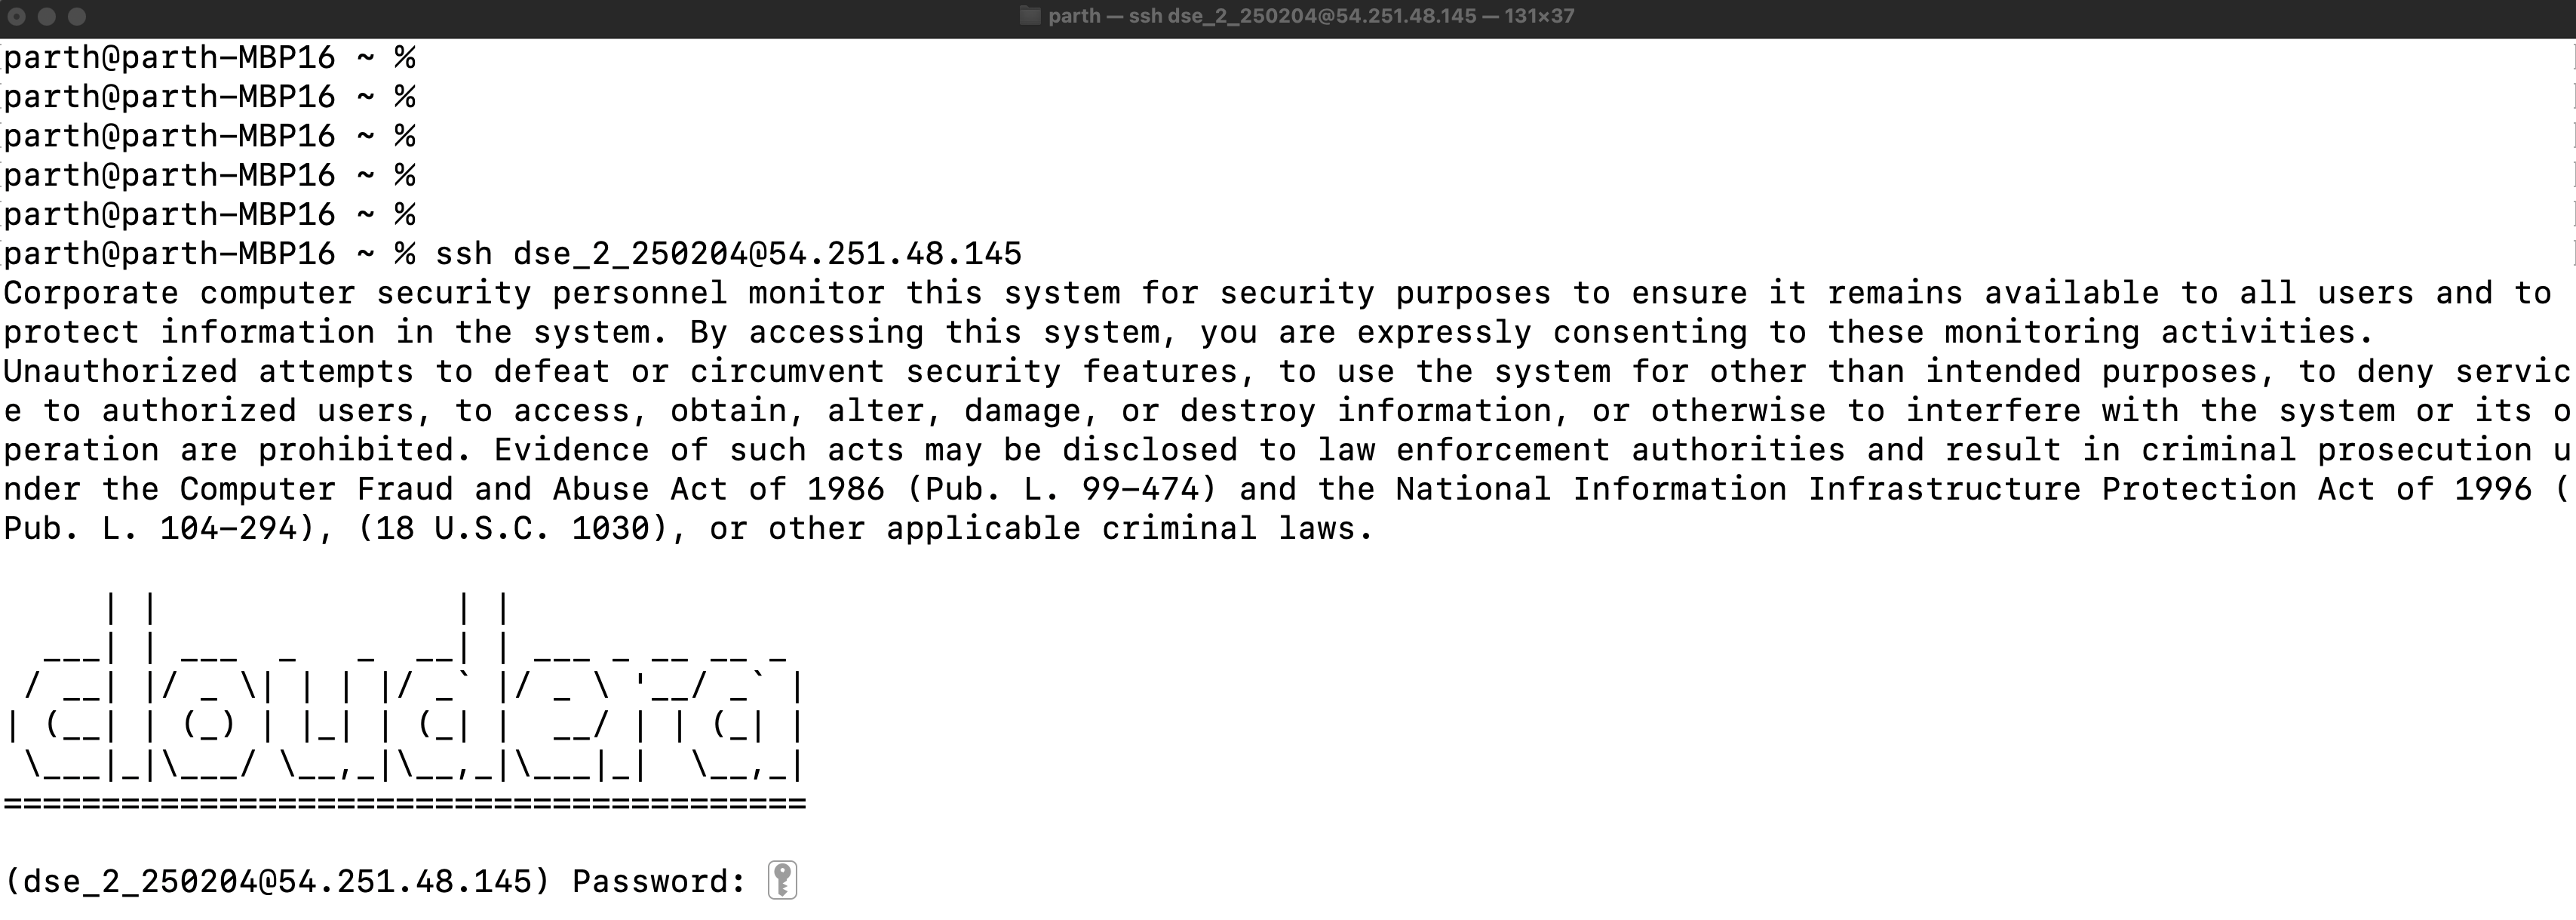 parth — ssh dse_2_250204@54.251.48.145 — 131×37
parth@parth-MBP16 ~ %
parth@parth-MBP16 ~ %
parth@parth-MBP16 ~ %
parth@parth-MBP16 ~ %
parth@parth-MBP16 ~ %
parth@parth-MBP16 ~ % ssh dse_2_250204@54.251.48.145
Corporate computer security personnel monitor this system for security purposes to ensure it remains available to all users and to
protect information in the system. By accessing this system, you are expressly consenting to these monitoring activities.
Unauthorized attempts to defeat or circumvent security features, to use the system for other than intended purposes, to deny servic
e to authorized users, to access, obtain, alter, damage, or destroy information, or otherwise to interfere with the system or its o
peration are prohibited. Evidence of such acts may be disclosed to law enforcement authorities and result in criminal prosecution u
nder the Computer Fraud and Abuse Act of 1986 (Pub. L. 99-474) and the National Information Infrastructure Protection Act of 1996 (
Pub. L. 104-294), (18 U.S.C. 1030), or other applicable criminal laws.
cloudera
=========================================
(dse_2_250204@54.251.48.145) Password: